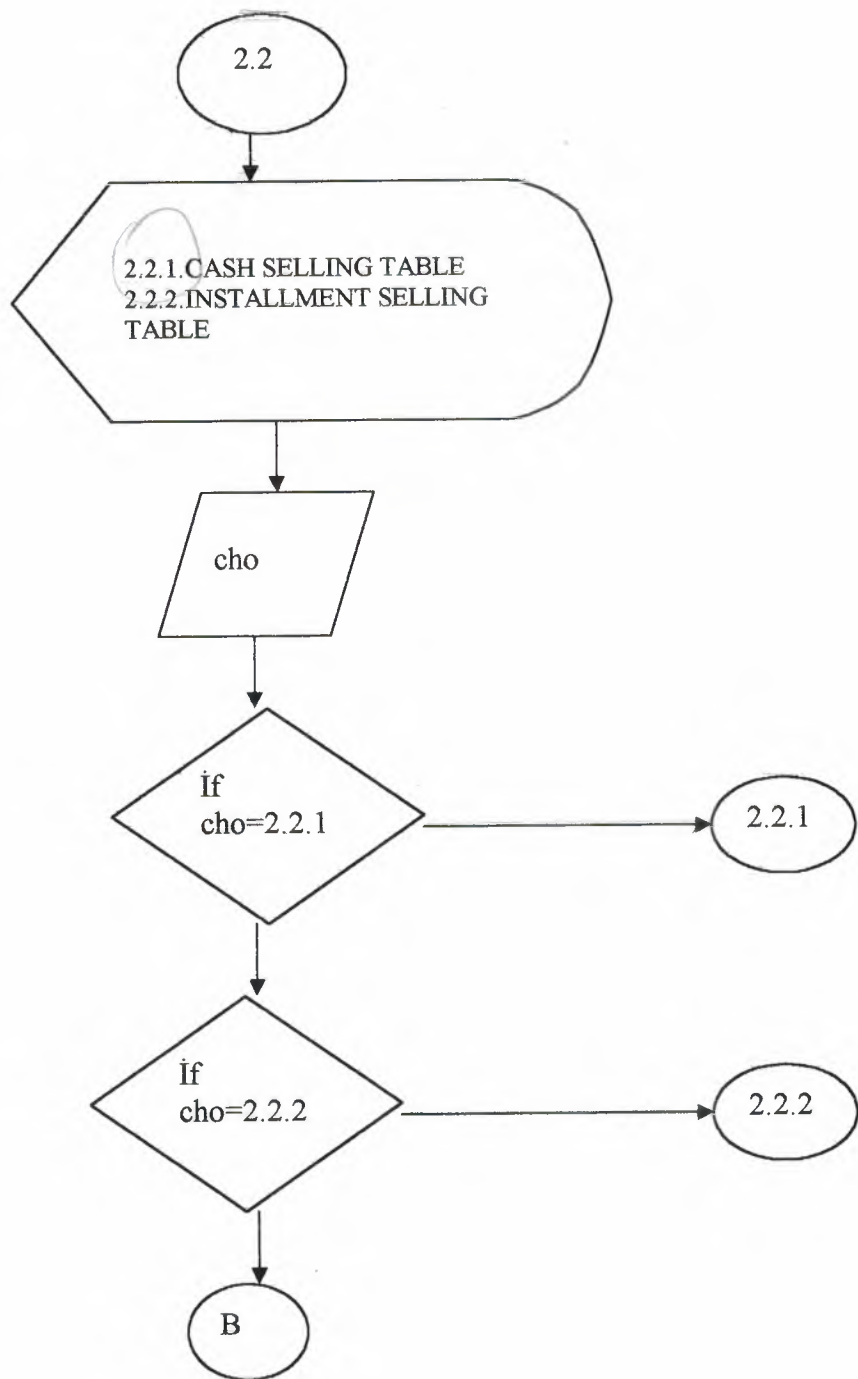 2.2
2.2.1.CASH SELLING TABLE
2.2.2.INSTALLMENT SELLING
TABLE
cho
İf
cho=2.2.1
2.2.1
İf
cho=2.2.2
2.2.2
B